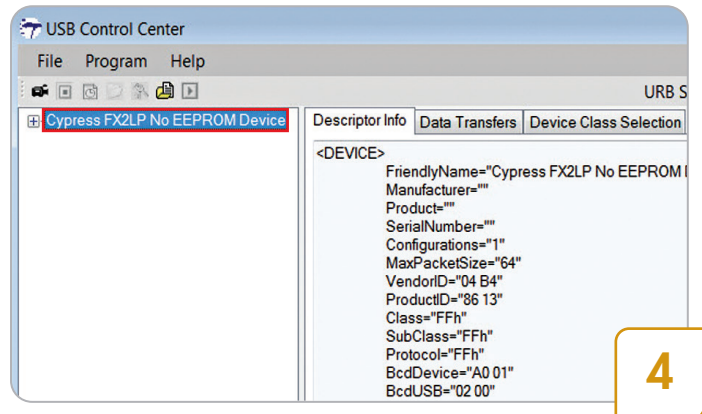 USB Control Center
File Program Help
URB S
Cypress FX2LP No EEPROM Device
Descriptor Info Data Transfers Device Class Selection
<DEVICE>
FriendlyName="Cypress FX2LP No EEPROM
Manufacturer=""
Product=""
SerialNumber=""
Configurations="1"
MaxPacketSize="64"
VendorID="04 B4"
ProductID="86 13"
Class="FFh"
SubClass="FFh"
Protocol="FFh"
BcdDevice="A0 01"
BcdUSB="02 00"
4